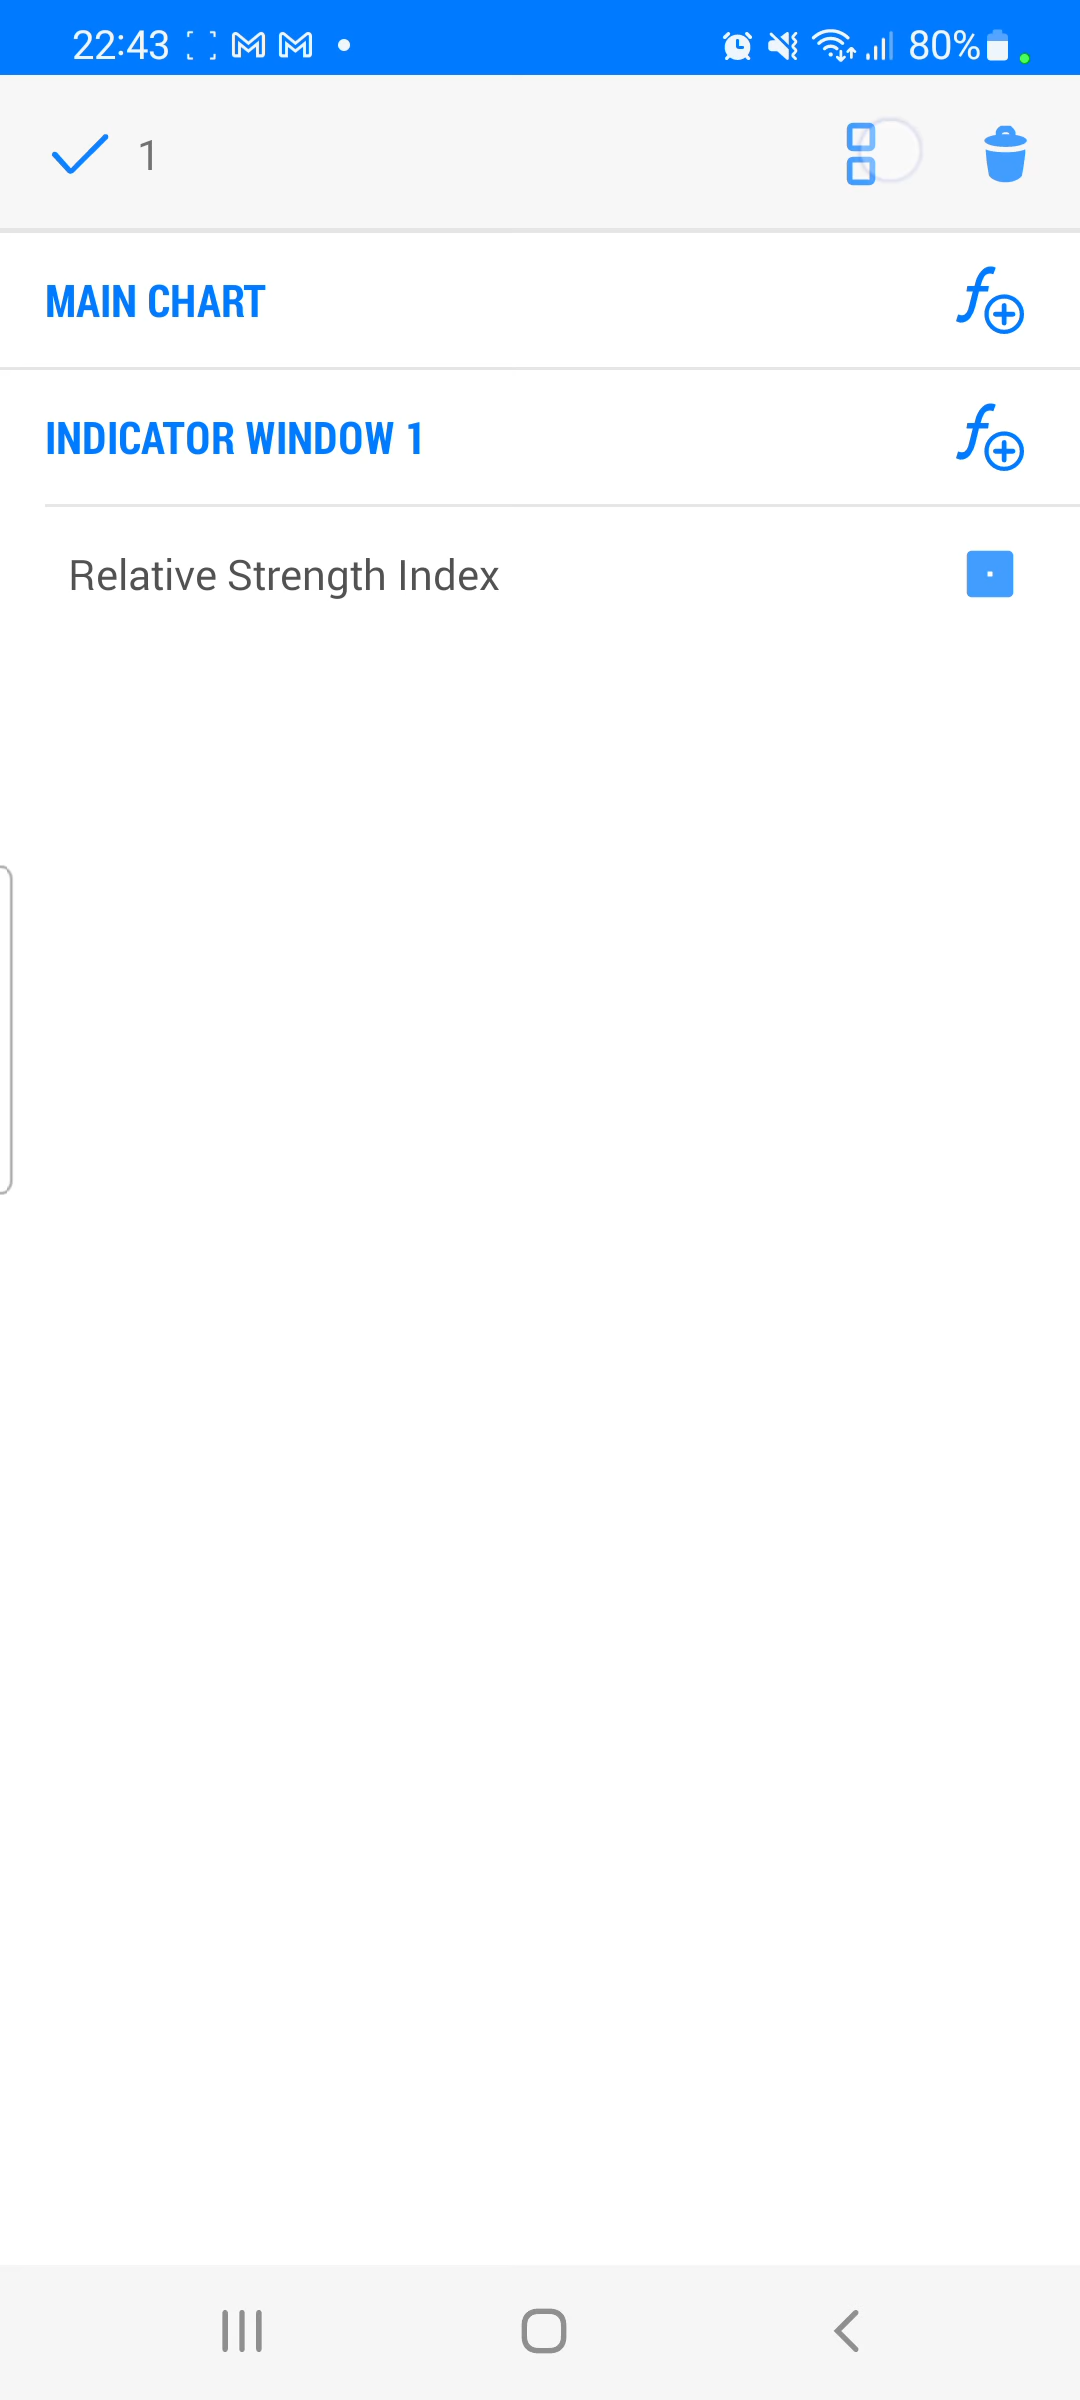 22:43
80%
1
MAIN CHART
INDICATOR WINDOW 1
Relative Strength Index